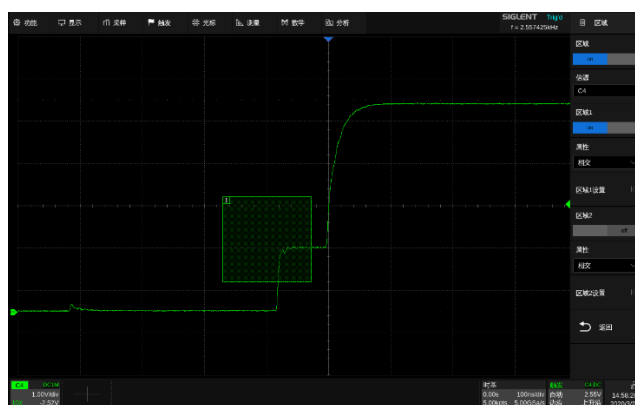 功能 显示 采样 触发 光标 测量 数学 分析
SIGLENT Trig'd
f = 2.557425kHz
区域
区域
on
信源
C4
区域1
on
属性
相交
区域1设置
区域2
off
属性
相交
区域2设置
返回
1
C4 DC1M
10X 1.00V/div
-2.52V
时基
0.00s 100ns/div
5.00kpts 5.00GSa/s
触发 C4 DC
自动 2.55V
边沿 上升沿
14:58:2